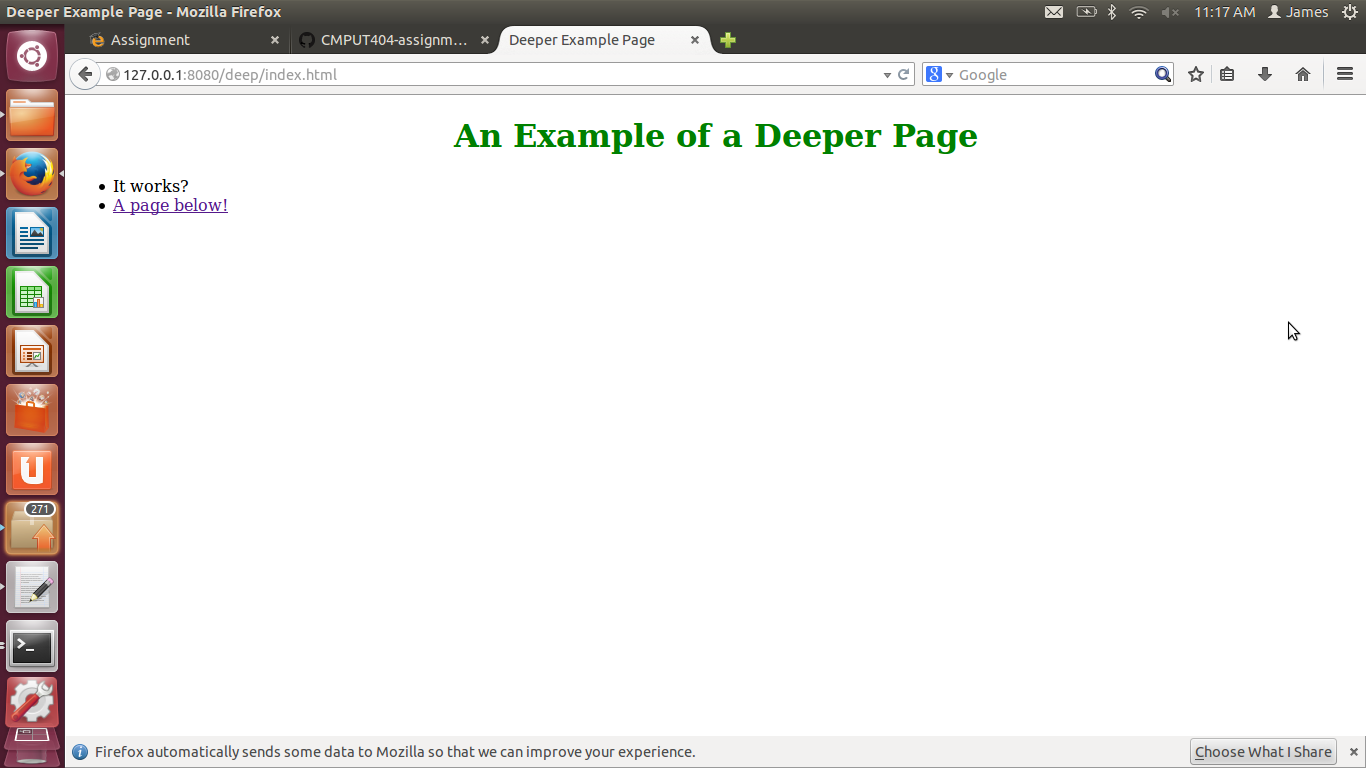 Deeper Example Page - Mozilla Firefox
11:17 AM
James
Assignment
CMPUT404-assignm...
Deeper Example Page
127.0.0.1:8080/deep/index.html
8
Google
An Example of a Deeper Page
It works?
A page below!
271
Firefox automatically sends some data to Mozilla so that we can improve your experience.
Choose What I Share